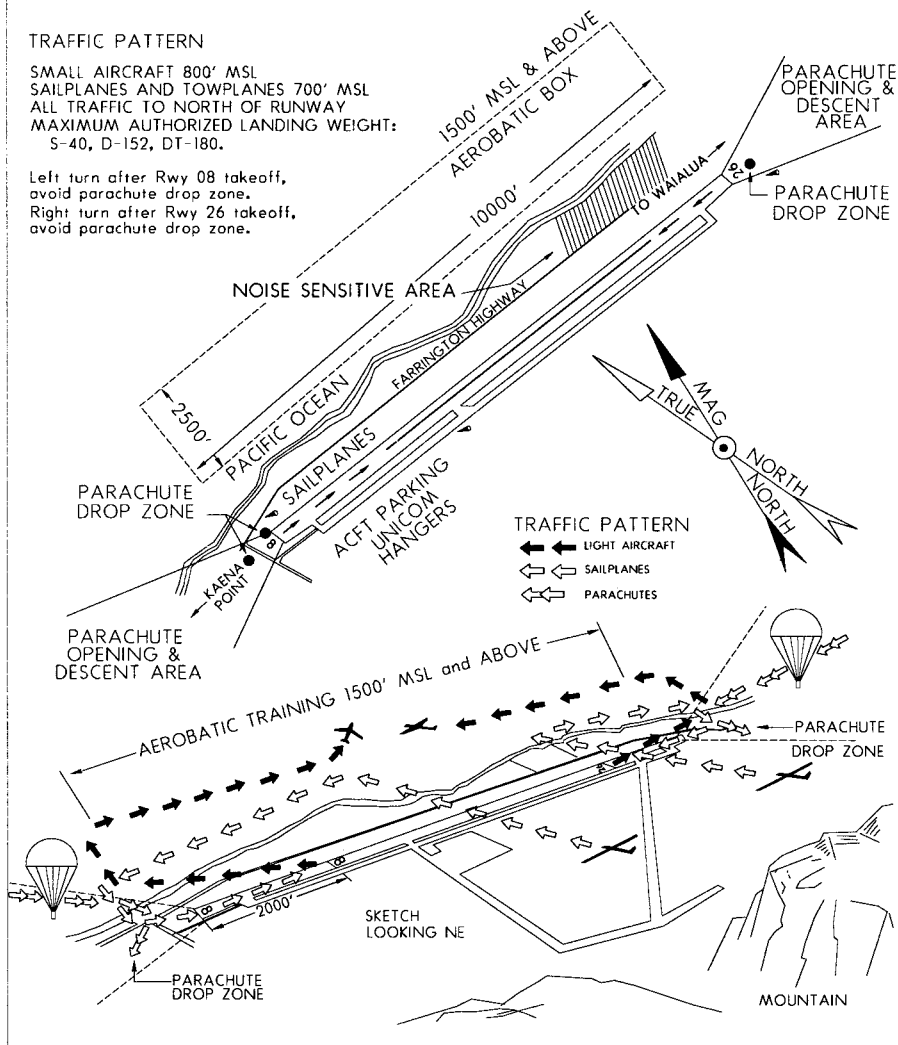 TRAFFIC PATTERN
SMALL AIRCRAFT 800' MSL
SAILPLANES AND TOWPLANES 700' MSL
ALL TRAFFIC TO NORTH OF RUNWAY
MAXIMUM AUTHORIZED LANDING WEIGHT:
S-40, D-152, DT-180.
Left turn after Rwy 08 takeoff,
avoid parachute drop zone.
Right turn after Rwy 26 takeoff,
avoid parachute drop zone.
1500' MSL & ABOVE
AEROBATIC BOX
10000'
PARACHUTE
OPENING &
DESCENT
AREA
26
TO WAIALUA
PARACHUTE
DROP ZONE
NOISE SENSITIVE AREA
FARRINGTON HIGHWAY
2500'
PACIFIC OCEAN
SAILPLANES
MAG
TRUE
NORTH
NORTH
PARACHUTE
DROP ZONE
8
ACFT PARKING
UNICOM
HANGERS
KAENA
POINT
PARACHUTE
OPENING &
DESCENT AREA
TRAFFIC PATTERN
LIGHT AIRCRAFT
SAILPLANES
PARACHUTES
AEROBATIC TRAINING 1500' MSL and ABOVE
PARACHUTE
DROP ZONE
8
8
2000'
SKETCH
LOOKING NE
PARACHUTE
DROP ZONE
MOUNTAIN